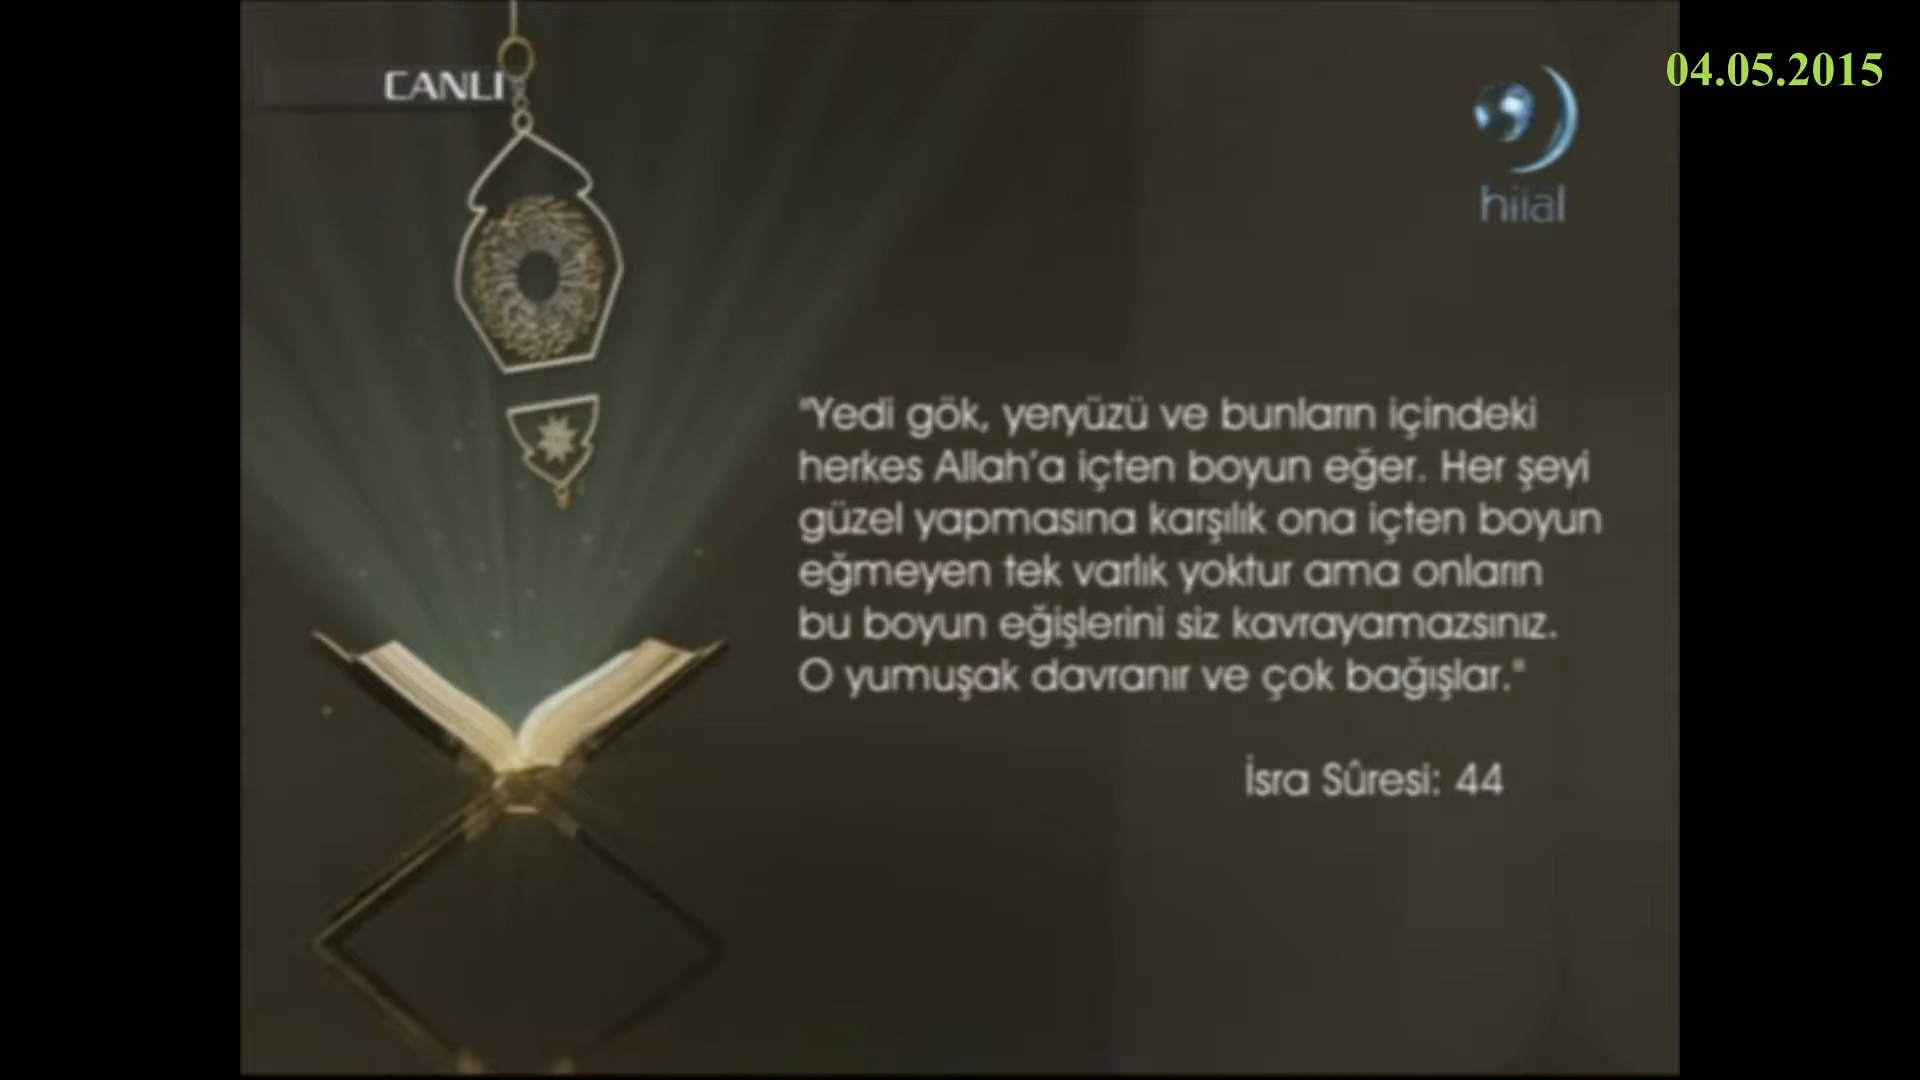 CANLI
04.05.2015
hilal
"Yedi gök, yeryüzü ve bunların içindeki
herkes Allah'a içten boyun eğer. Her şeyi
güzel yapmasına karşılık ona içten boyun
eğmeyen tek varlık yoktur ama onların
bu boyun eğişlerini siz kavrayamazsınız.
O yumuşak davranır ve çok bağışlar."
İsra Sûresi: 44